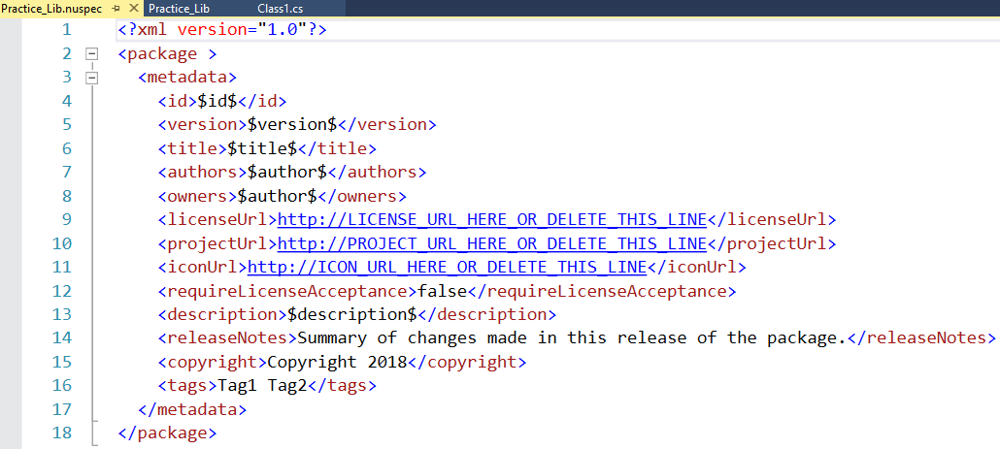 Practice_Lib.nuspec Practice_Lib Class1.cs
1 <?xml version="1.0"?>
2 <package >
3 <metadata>
4 <id>$id$</id>
5 <version>$version$</version>
6 <title>$title$</title>
7 <authors>$author$</authors>
8 <owners>$author$</owners>
9 <licenseUrl>http://LICENSE_URL_HERE_OR_DELETE_THIS_LINE</licenseUrl>
10 <projectUrl>http://PROJECT_URL_HERE_OR_DELETE_THIS_LINE</projectUrl>
11 <iconUrl>http://ICON_URL_HERE_OR_DELETE_THIS_LINE</iconUrl>
12 <requireLicenseAcceptance>false</requireLicenseAcceptance>
13 <description>$description$</description>
14 <releaseNotes>Summary of changes made in this release of the package.</releaseNotes>
15 <copyright>Copyright 2018</copyright>
16 <tags>Tag1 Tag2</tags>
17 </metadata>
18 </package>